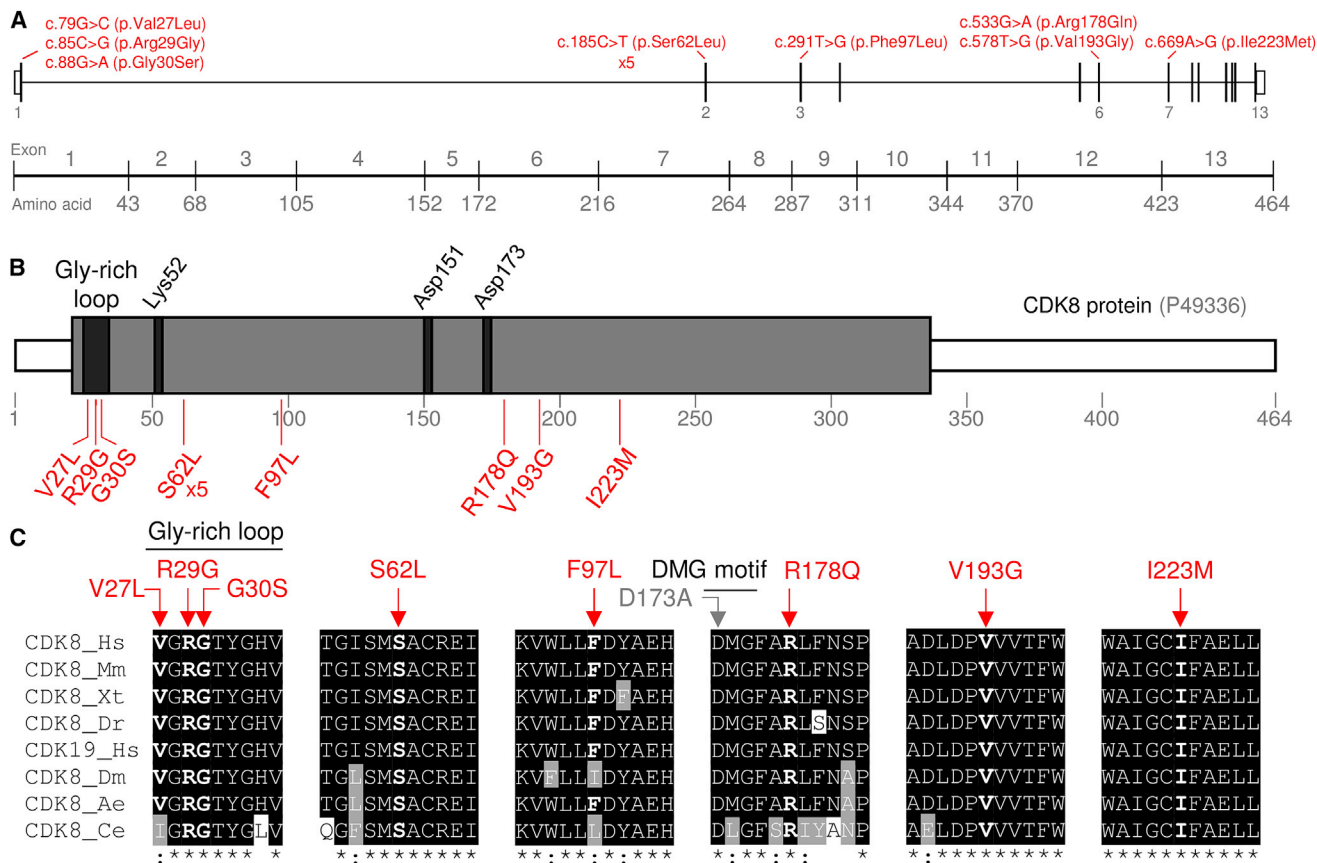 A
c.79G>C (p.Val27Leu)
c.85C>G (p.Arg29Gly)
c.88G>A (p.Gly30Ser)
c.185C>T (p.Ser62Leu)
x5
c.291T>G (p.Phe97Leu)
c.533G>A (p.Arg178Gln)
c.578T>G (p.Val193Gly)
c.669A>G (p.Ile223Met)
1 2 3 6 7 13
Exon
1 2 3 4 5 6 7 8 9 10 11 12 13
Amino acid 43 68 105 152 172 216 264 287 311 344 370 423 464
B
Gly-rich
loop
Lys52
Asp151
Asp173
CDK8 protein (P49336)
1 50 100 150 200 250 300 350 400 464
V27L
R29G
G30S
S62L
x5
F97L
R178Q
V193G
I223M
C
Gly-rich loop
V27L R29G G30S S62L F97L DMG motif D173A R178Q V193G I223M
CDK8_Hs VGRGTYGHV TGISMSACREI KVWLLFDYAEH DMGFARLFNSP ADLDPVVVTFW WAIGCIFAELL
CDK8_Mm VGRGTYGHV TGISMSACREI KVWLLFDYAEH DMGFARLFNSP ADLDPVVVTFW WAIGCIFAELL
CDK8_Xt VGRGTYGHV TGISMSACREI KVWLLFDFAEH DMGFARLFNSP ADLDPVVVTFW WAIGCIFAELL
CDK8_Dr VGRGTYGHV TGISMSACREI KVWLLFDYAEH DMGFARLSNSP ADLDPVVVTFW WAIGCIFAELL
CDK19_Hs VGRGTYGHV TGISMSACREI KVWLLFDYAEH DMGFARLFNSP ADLDPVVVTFW WAIGCIFAELL
CDK8_Dm VGRGTYGHV TGLSMSACREI KVFLLIDYAEH DMGFARLFNAP ADLDPVVVTFW WAIGCIFAELL
CDK8_Ae VGRGTYGHV TGLSMSACREI KVWLLFDYAEH DMGFARLFNAP ADLDPVVVTFW WAIGCIFAELL
CDK8_Ce IGRGTYGLV QGFSMSACREI KVWLLLDYAEH DLGFSRIYANP AELDPVVVTFW WAIGCIFAELL
:****** * *:******** **:**:*:*** *:**:*:: * *:********* ***********